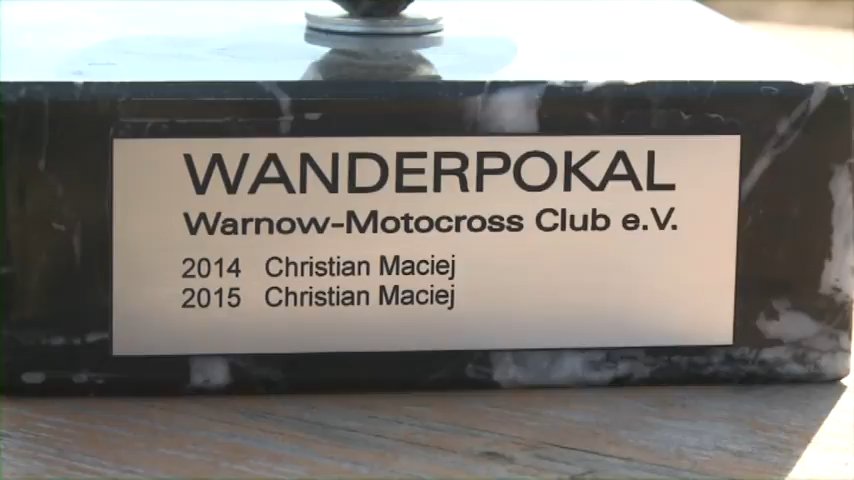 WANDERPOKAL
Warnow-Motocross Club e.V.
2014 Christian Maciej
2015 Christian Maciej